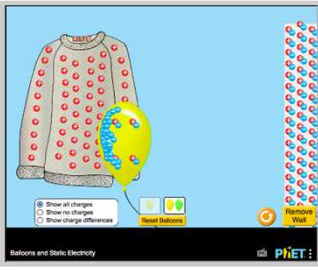 Show all charges
Show no charges
Show charge differences
Reset Balloons
Remove
Wall
Balloons and Static Electricity
PhET